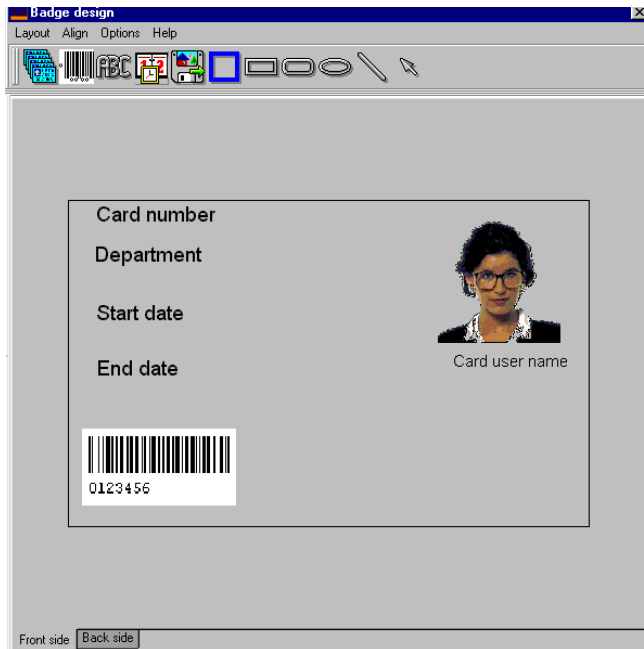 Badge design
Layout Align Options Help
ABC
Card number
Department
Start date
End date
Card user name
0123456
Front side Back side